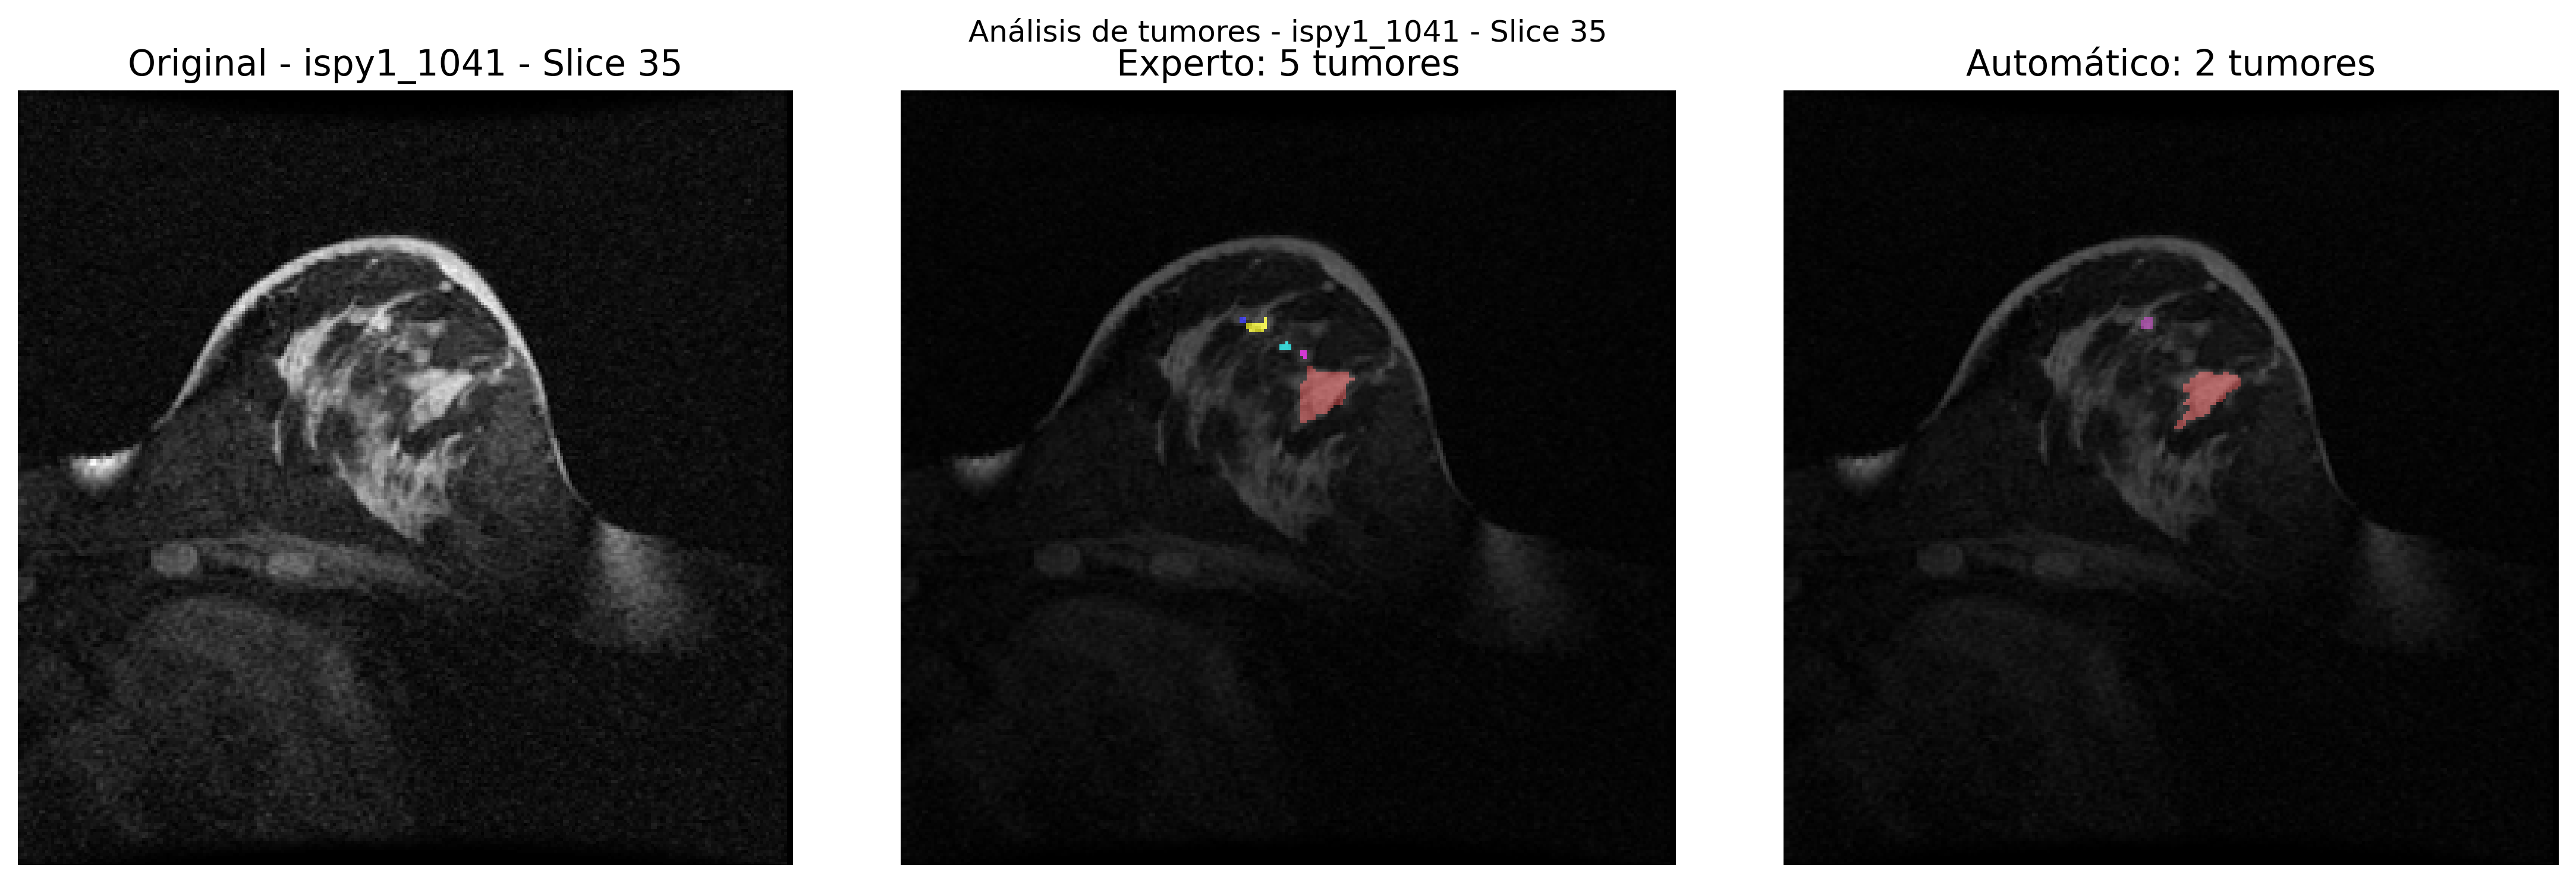 Análisis de tumores - ispy1_1041 - Slice 35
Original - ispy1_1041 - Slice 35
Experto: 5 tumores
Automático: 2 tumores